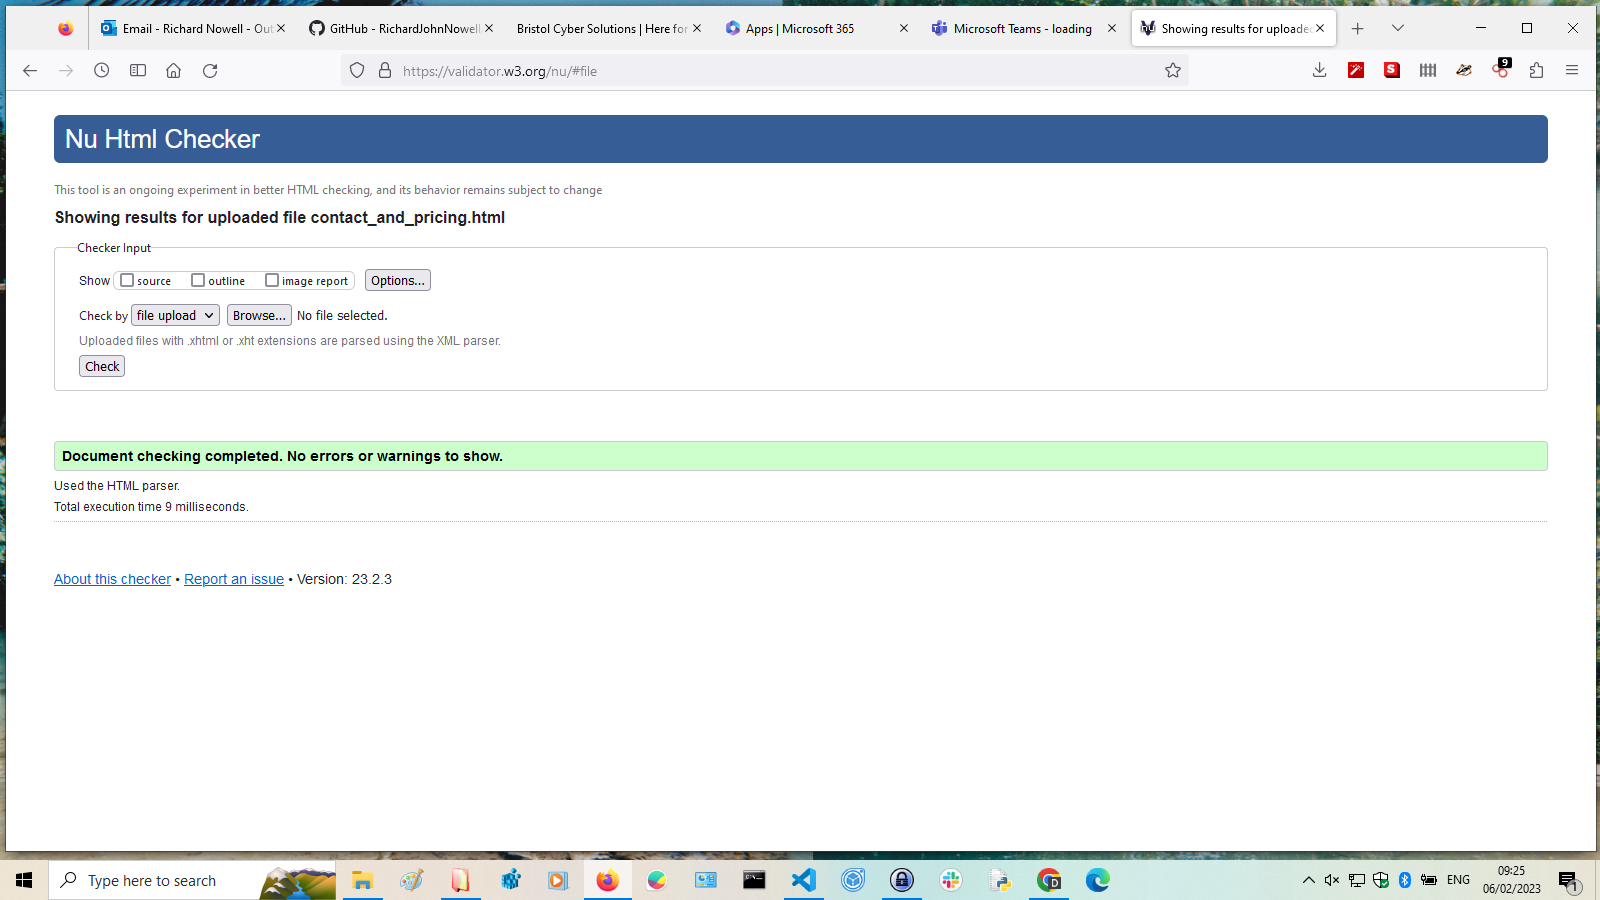 Email - Richard Nowell - Out
GitHub - RichardJohnNowell
Bristol Cyber Solutions | Here for
Apps | Microsoft 365
Microsoft Teams - loading
Showing results for uploaded
https://validator.w3.org/nu/#file
S
9
Nu Html Checker
This tool is an ongoing experiment in better HTML checking, and its behavior remains subject to change
Showing results for uploaded file contact_and_pricing.html
Checker Input
Show source outline image report Options...
Check by file upload Browse... No file selected.
Uploaded files with .xhtml or .xht extensions are parsed using the XML parser.
Check
Document checking completed. No errors or warnings to show.
Used the HTML parser.
Total execution time 9 milliseconds.
About this checker • Report an issue • Version: 23.2.3
Type here to search
D
ENG
09:25
06/02/2023
1